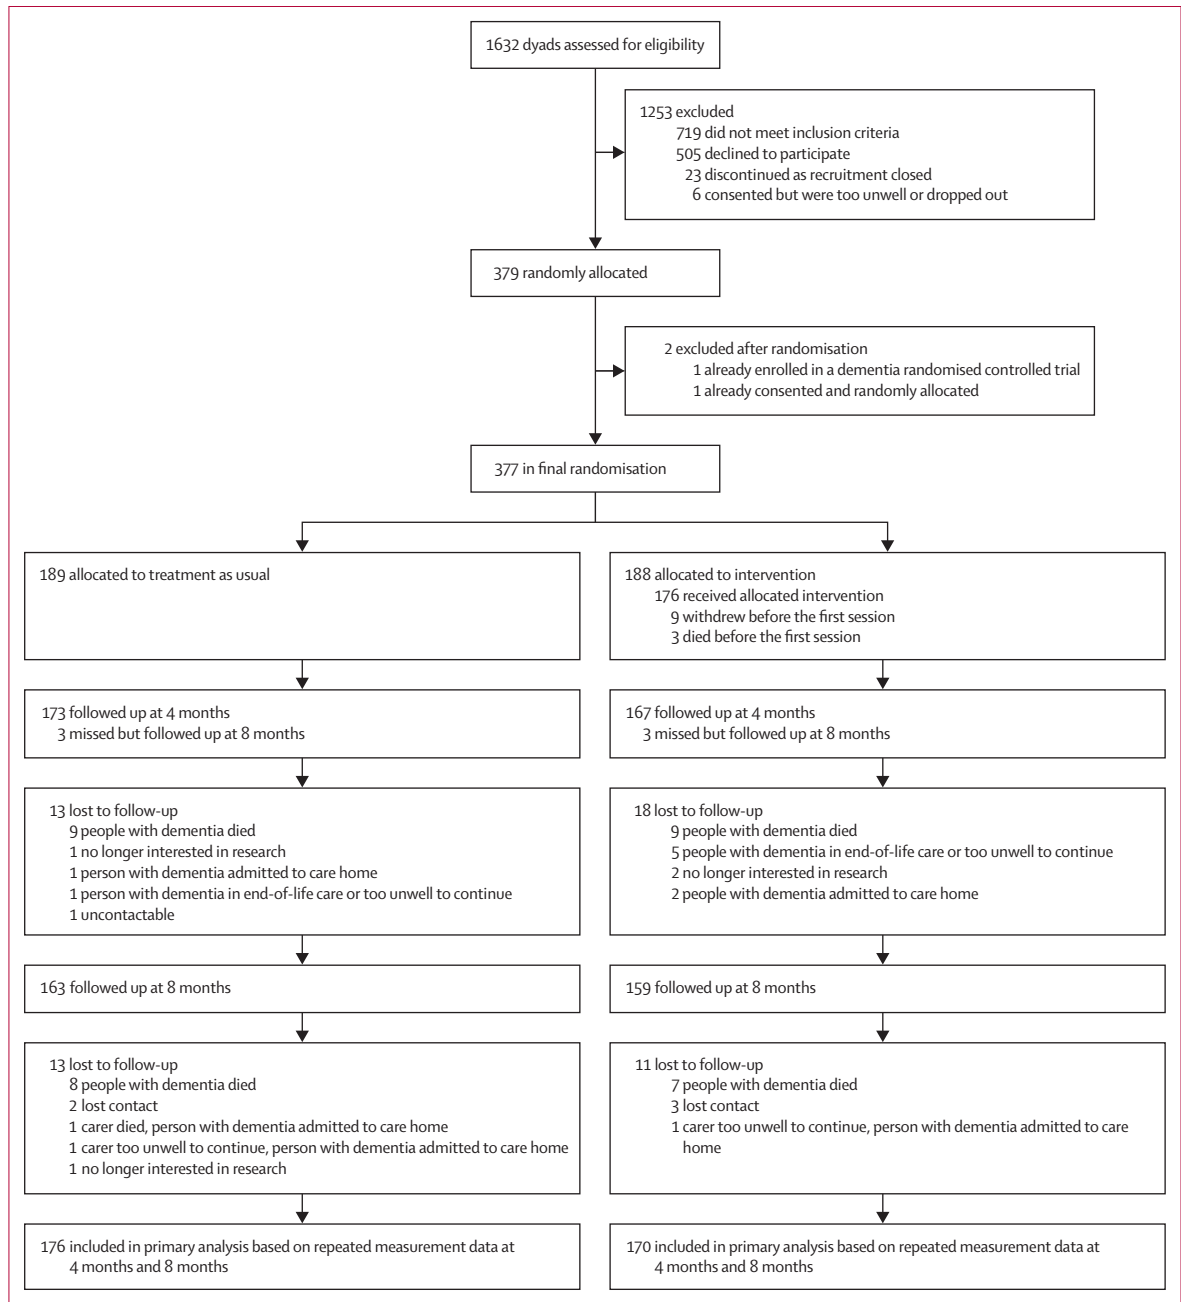 1632 dyads assessed for eligibility
1253 excluded
719 did not meet inclusion criteria
505 declined to participate
23 discontinued as recruitment closed
6 consented but were too unwell or dropped out
379 randomly allocated
2 excluded after randomisation
1 already enrolled in a dementia randomised controlled trial
1 already consented and randomly allocated
377 in final randomisation
189 allocated to treatment as usual
188 allocated to intervention
176 received allocated intervention
9 withdrew before the first session
3 died before the first session
173 followed up at 4 months
3 missed but followed up at 8 months
167 followed up at 4 months
3 missed but followed up at 8 months
13 lost to follow-up
9 people with dementia died
1 no longer interested in research
1 person with dementia admitted to care home
1 person with dementia in end-of-life care or too unwell to continue
1 uncontactable
18 lost to follow-up
9 people with dementia died
5 people with dementia in end-of-life care or too unwell to continue
2 no longer interested in research
2 people with dementia admitted to care home
163 followed up at 8 months
159 followed up at 8 months
13 lost to follow-up
8 people with dementia died
2 lost contact
1 carer died, person with dementia admitted to care home
1 carer too unwell to continue, person with dementia admitted to care home
1 no longer interested in research
11 lost to follow-up
7 people with dementia died
3 lost contact
1 carer too unwell to continue, person with dementia admitted to care
home
176 included in primary analysis based on repeated measurement data at
4 months and 8 months
170 included in primary analysis based on repeated measurement data at
4 months and 8 months